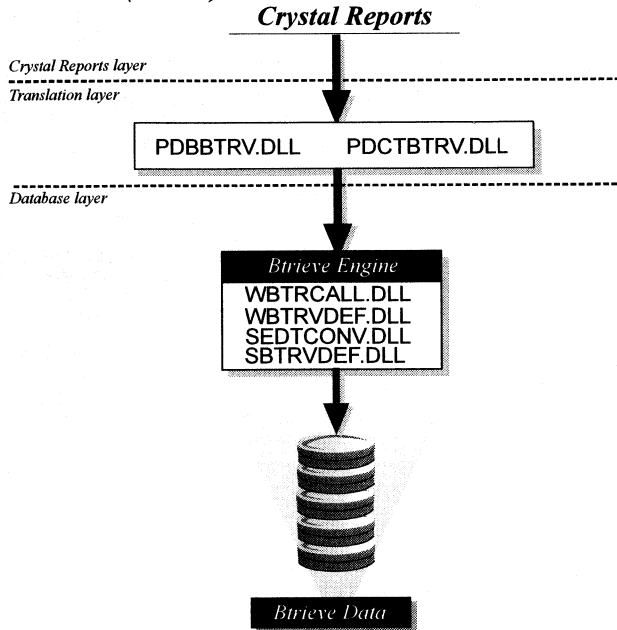 Crystal Reports
Crystal Reports layer
Translation layer
PDBBTRV.DLL PDCTBTRV.DLL
Database layer
Btrieve Engine
WBTRCALL.DLL
WBTRVDEF.DLL
SEDTCONV.DLL
SBTRVDEF.DLL
Btrieve Data